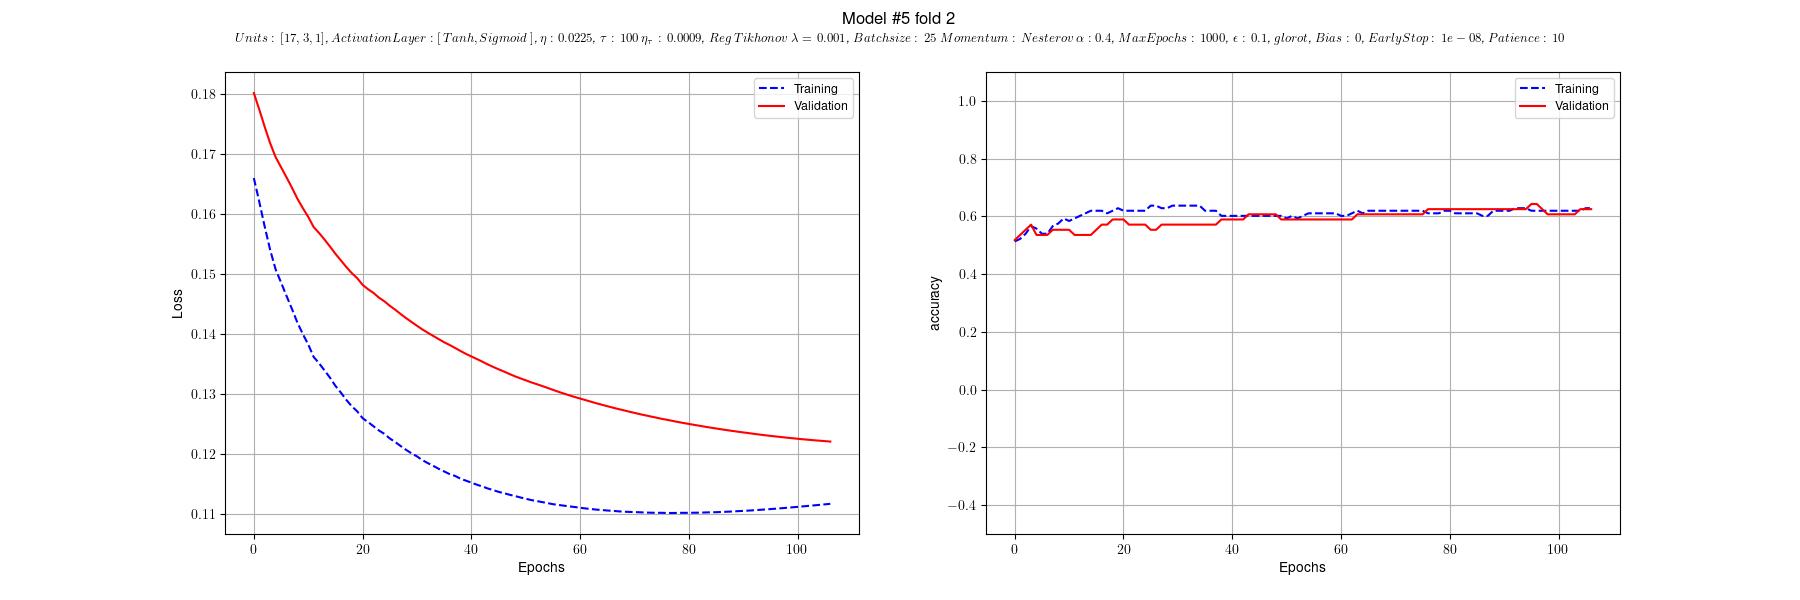 Model #5 fold 2
Units : [17, 3, 1], ActivationLayer : [ Tanh, Sigmoid ], η : 0.0225, τ : 100 η_τ : 0.0009, Reg Tikhonov λ = 0.001, Batchsize : 25 Momentum : Nesterov α : 0.4, MaxEpochs : 1000, ϵ : 0.1, glorot, Bias : 0, EarlyStop : 1e − 08, Patience : 10
Training
Validation
0.18
0.17
0.16
0.15
0.14
0.13
0.12
0.11
Loss
0 20 40 60 80 100
Epochs
Training
Validation
1.0
0.8
0.6
0.4
0.2
0.0
−0.2
−0.4
accuracy
0 20 40 60 80 100
Epochs